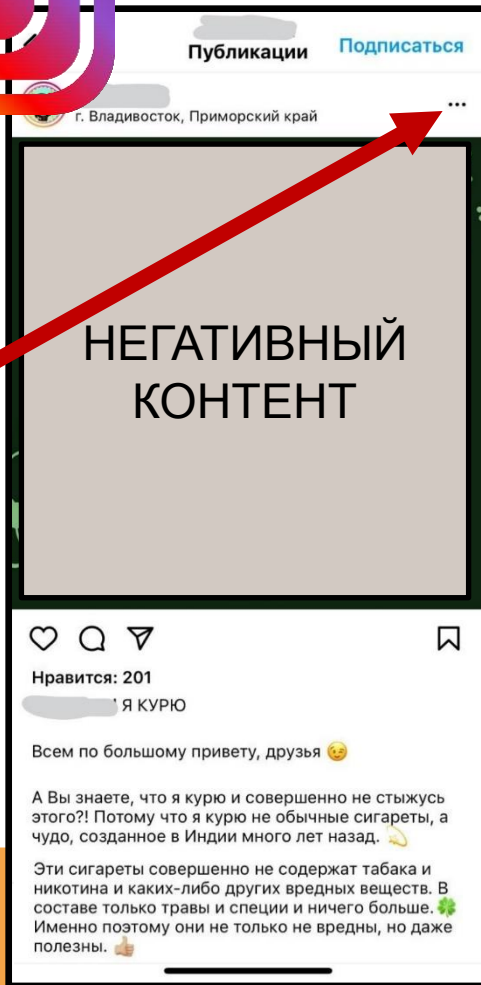 Публикации
Подписаться
г. Владивосток, Приморский край
НЕГАТИВНЫЙ
КОНТЕНТ
Нравится: 201
Я КУРЮ
Всем по большому привету, друзья 😉
А Вы знаете, что я курю и совершенно не стыжусь
этого?! Потому что я курю не обычные сигареты, а
чудо, созданное в Индии много лет назад. 💫
Эти сигареты совершенно не содержат табака и
никотина и каких-либо других вредных веществ. В
составе только травы и специи и ничего больше.🍀
Именно поэтому они не только не вредны, но даже
полезны. 👍🏼